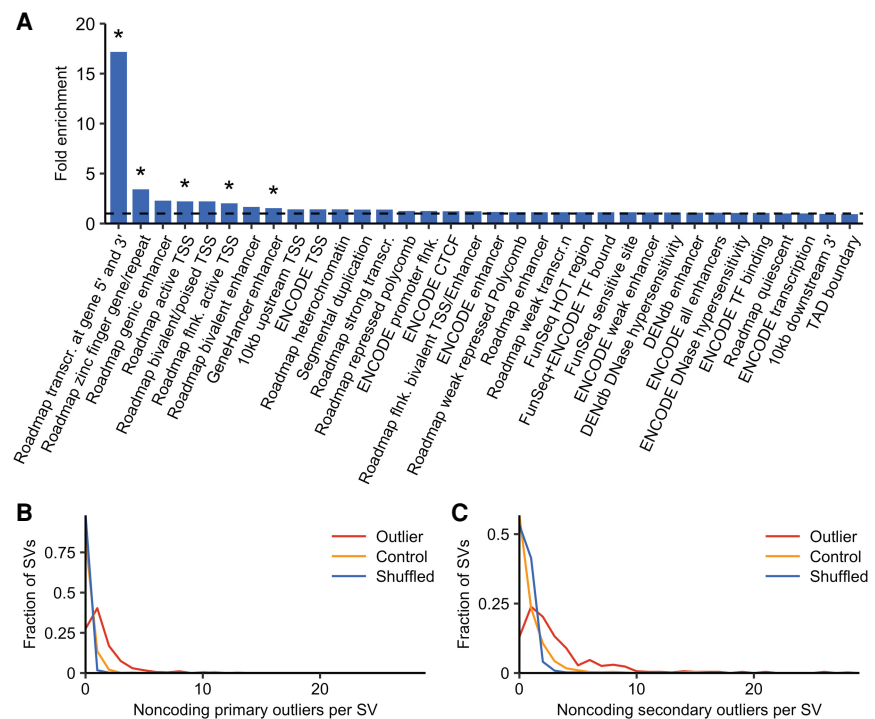 A
20
15
10
5
0
Fold enrichment
*
*
*
*
*
Roadmap transcr. at gene 5' and 3'
Roadmap zinc finger gene/repeat
Roadmap genic enhancer
Roadmap active TSS
Roadmap bivalent/poised TSS
Roadmap flnk. active TSS
Roadmap bivalent enhancer
GeneHancer enhancer
10kb upstream TSS
ENCODE TSS
Roadmap heterochromatin
Segmental duplication
Roadmap strong transcr.
Roadmap repressed polycomb
ENCODE promoter flnk.
ENCODE CTCF
Roadmap flnk. bivalent TSS/Enhancer
ENCODE enhancer
Roadmap weak repressed Polycomb
Roadmap enhancer
Roadmap weak transcr.n
FunSeq HOT region
FunSeq+ENCODE TF bound
FunSeq sensitive site
ENCODE weak enhancer
DENdb DNase hypersensitivity
DENdb enhancer
ENCODE all enhancers
ENCODE DNase hypersensitivity
ENCODE TF binding
Roadmap quiescent
ENCODE transcription
10kb downstream 3'
TAD boundary
B
0.75
0.5
0.25
0
Fraction of SVs
Outlier
Control
Shuffled
0
10
20
Noncoding primary outliers per SV
C
0.5
0.25
0
Fraction of SVs
Outlier
Control
Shuffled
0
10
20
Noncoding secondary outliers per SV